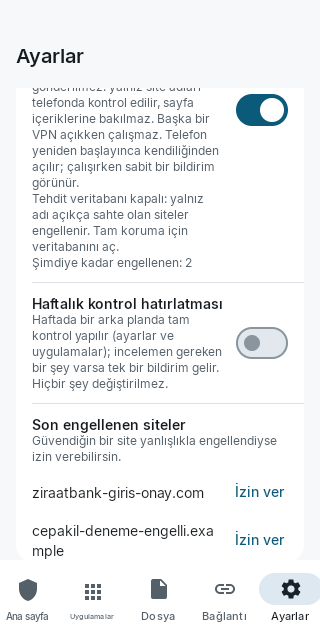 Ayarlar
gönderilmez: yalnız site adları
telefonda kontrol edilir, sayfa
içeriklerine bakılmaz. Başka bir
VPN açıkken çalışmaz. Telefon
yeniden başlayınca kendiliğinden
açılır; çalışırken sabit bir bildirim
görünür.
Tehdit veritabanı kapalı: yalnız
adı açıkça sahte olan siteler
engellenir. Tam koruma için
veritabanını aç.
Şimdiye kadar engellenen: 2
Haftalık kontrol hatırlatması
Haftada bir arka planda tam
kontrol yapılır (ayarlar ve
uygulamalar); incelemen gereken
bir şey varsa tek bir bildirim gelir.
Hiçbir şey değiştirilmez.
Son engellenen siteler
Güvendiğin bir site yanlışlıkla engellendiyse
izin verebilirsin.
ziraatbank-giris-onay.com
İzin ver
cepakil-deneme-engelli.exa
mple
İzin ver
Ana sayfa
Uygulamalar
Dosya
Bağlantı
Ayarlar